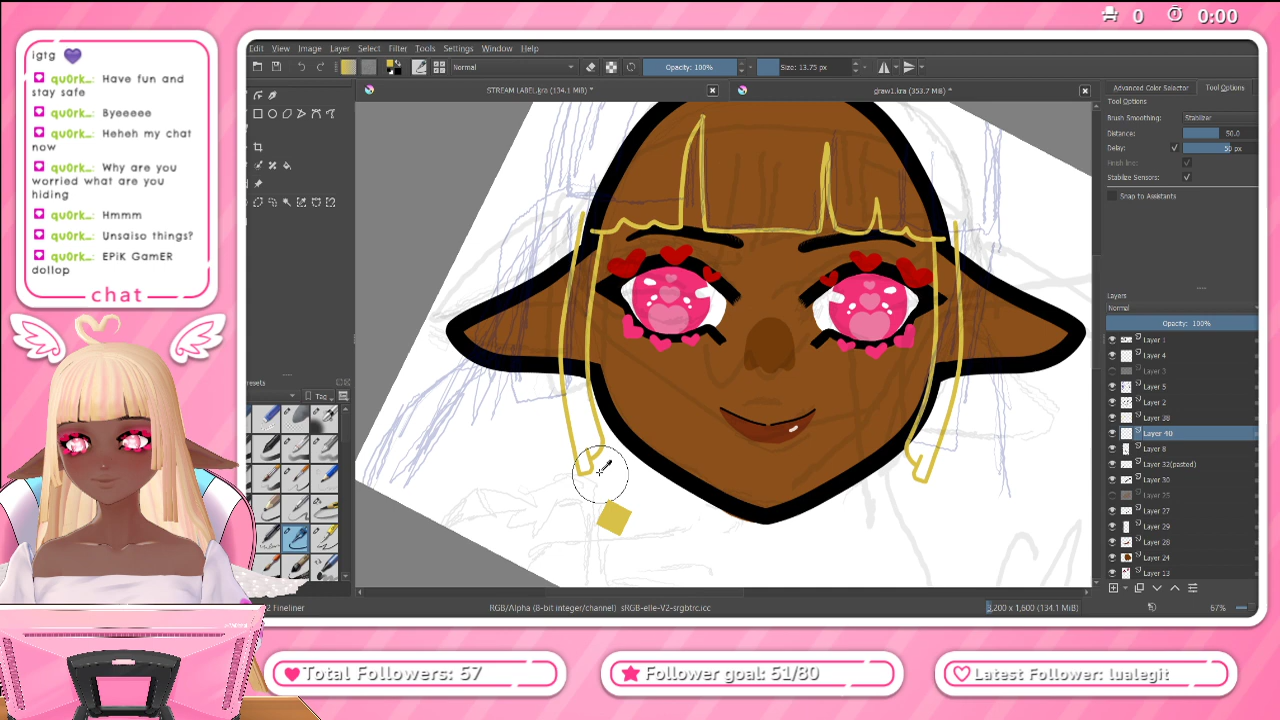 0 0:00
igtg
qu0rk_: Have fun and
stay safe
qu0rk_: Byeeeee
qu0rk_: Heheh my chat
now
qu0rk_: Why are you
worried what are you
hiding
qu0rk_: Hmmm
qu0rk_: Unsaiso things?
qu0rk_: EPiK GamER
dollop
chat
Edit View Image Layer Select Filter Tools Settings Window Help
Normal
Opacity: 100%
Size: 13.75 px
STREAM LABEL.kra (134.1 MiB) *
graw1.kra (353.7 MiB) *
Advanced Color Selector
Tool Options
Tool Options
Brush Smoothing: Stabilizer
Distance: 50.0
Delay: 50 px
Finish line:
Stabilize Sensors:
Snap to Assistants
Layers
Normal
Opacity: 100%
Layer 1
Layer 4
Layer 3
Layer 5
Layer 2
Layer 38
Layer 40
Layer 8
Layer 32(pasted)
Layer 30
Layer 25
Layer 27
Layer 29
Layer 28
Layer 24
Layer 13
esets
Tag
2 Fineliner
RGB/Alpha (8-bit integer/channel) sRGB-elle-V2-srgbtrc.icc
3,200 x 1,600 (134.1 MiB)
67%
Total Followers: 57
Follower goal: 51/80
Latest Follower: lualegit